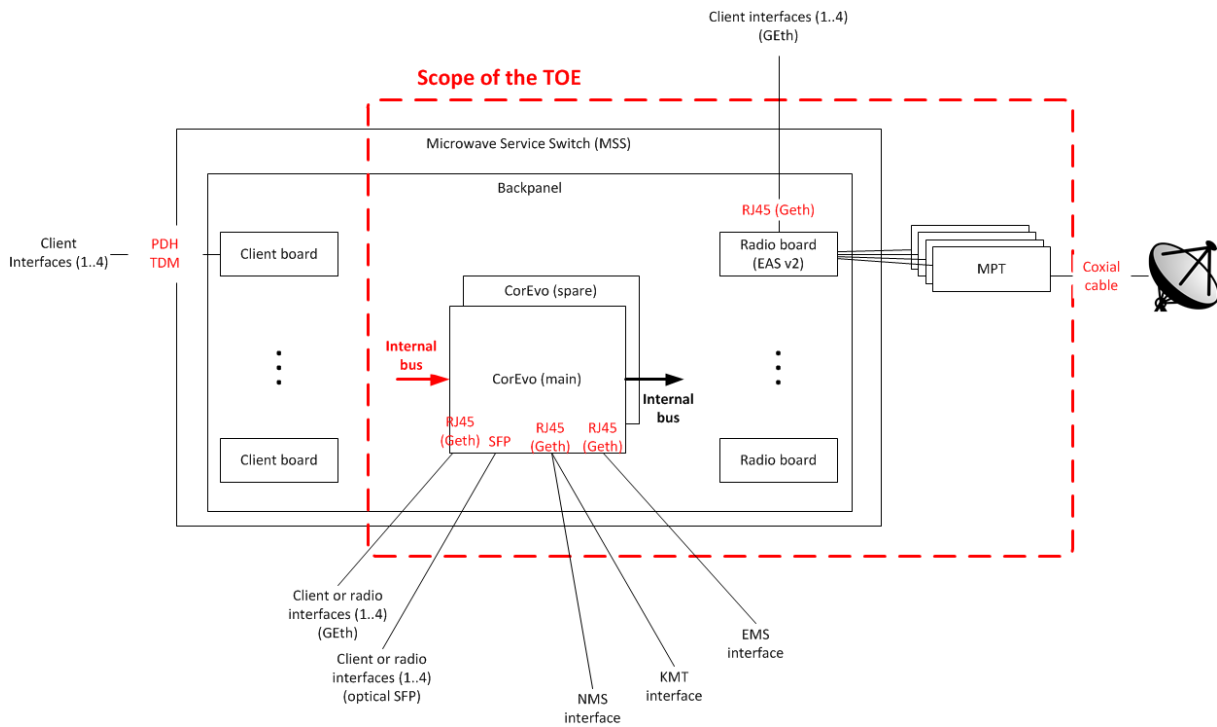 Client interfaces (1..4)
(GEth)
Scope of the TOE
Microwave Service Switch (MSS)
Backpanel
RJ45 (Geth)
Client
Interfaces (1..4)
PDH
TDM
Client board
Radio board
(EAS v2)
MPT
Coxial
cable
CorEvo (spare)
Internal
bus
CorEvo (main)
Internal
bus
RJ45
(Geth)
SFP
RJ45
(Geth)
RJ45
(Geth)
Client board
Radio board
Client or radio
interfaces (1..4)
(GEth)
Client or radio
interfaces (1..4)
(optical SFP)
NMS
interface
KMT
interface
EMS
interface